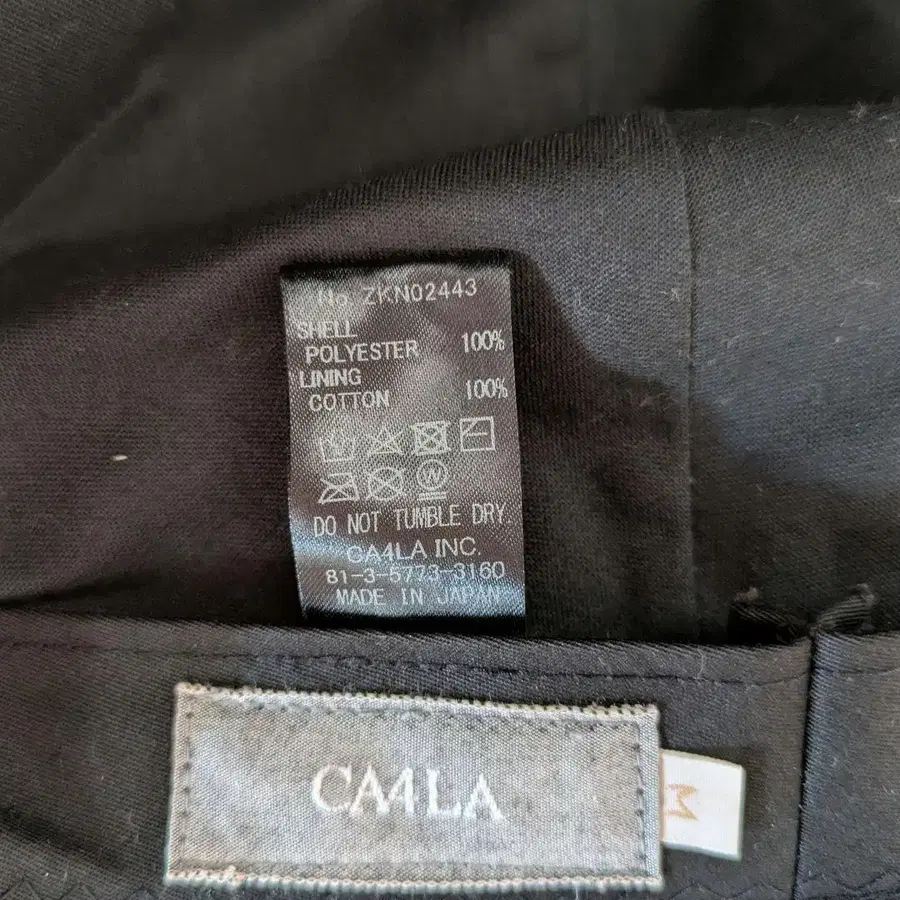 No. ZKN02443
SHELL
POLYESTER 100%
LINING
COTTON 100%
W
DO NOT TUMBLE DRY.
CA4LA INC.
81-3-5773-3160
MADE IN JAPAN
CA4LA
M